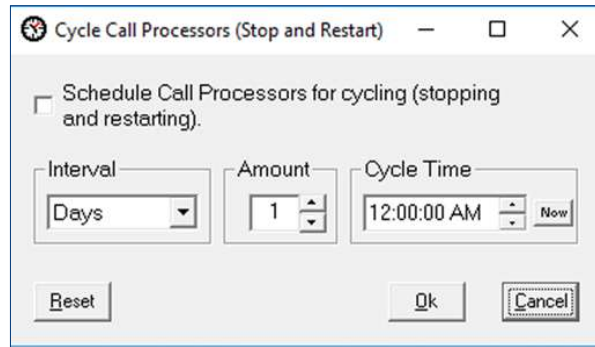 Cycle Call Processors (Stop and Restart)
Schedule Call Processors for cycling (stopping
and restarting).
Interval Amount Cycle Time
Days 1 12:00:00 AM Now
Reset Ok Cancel